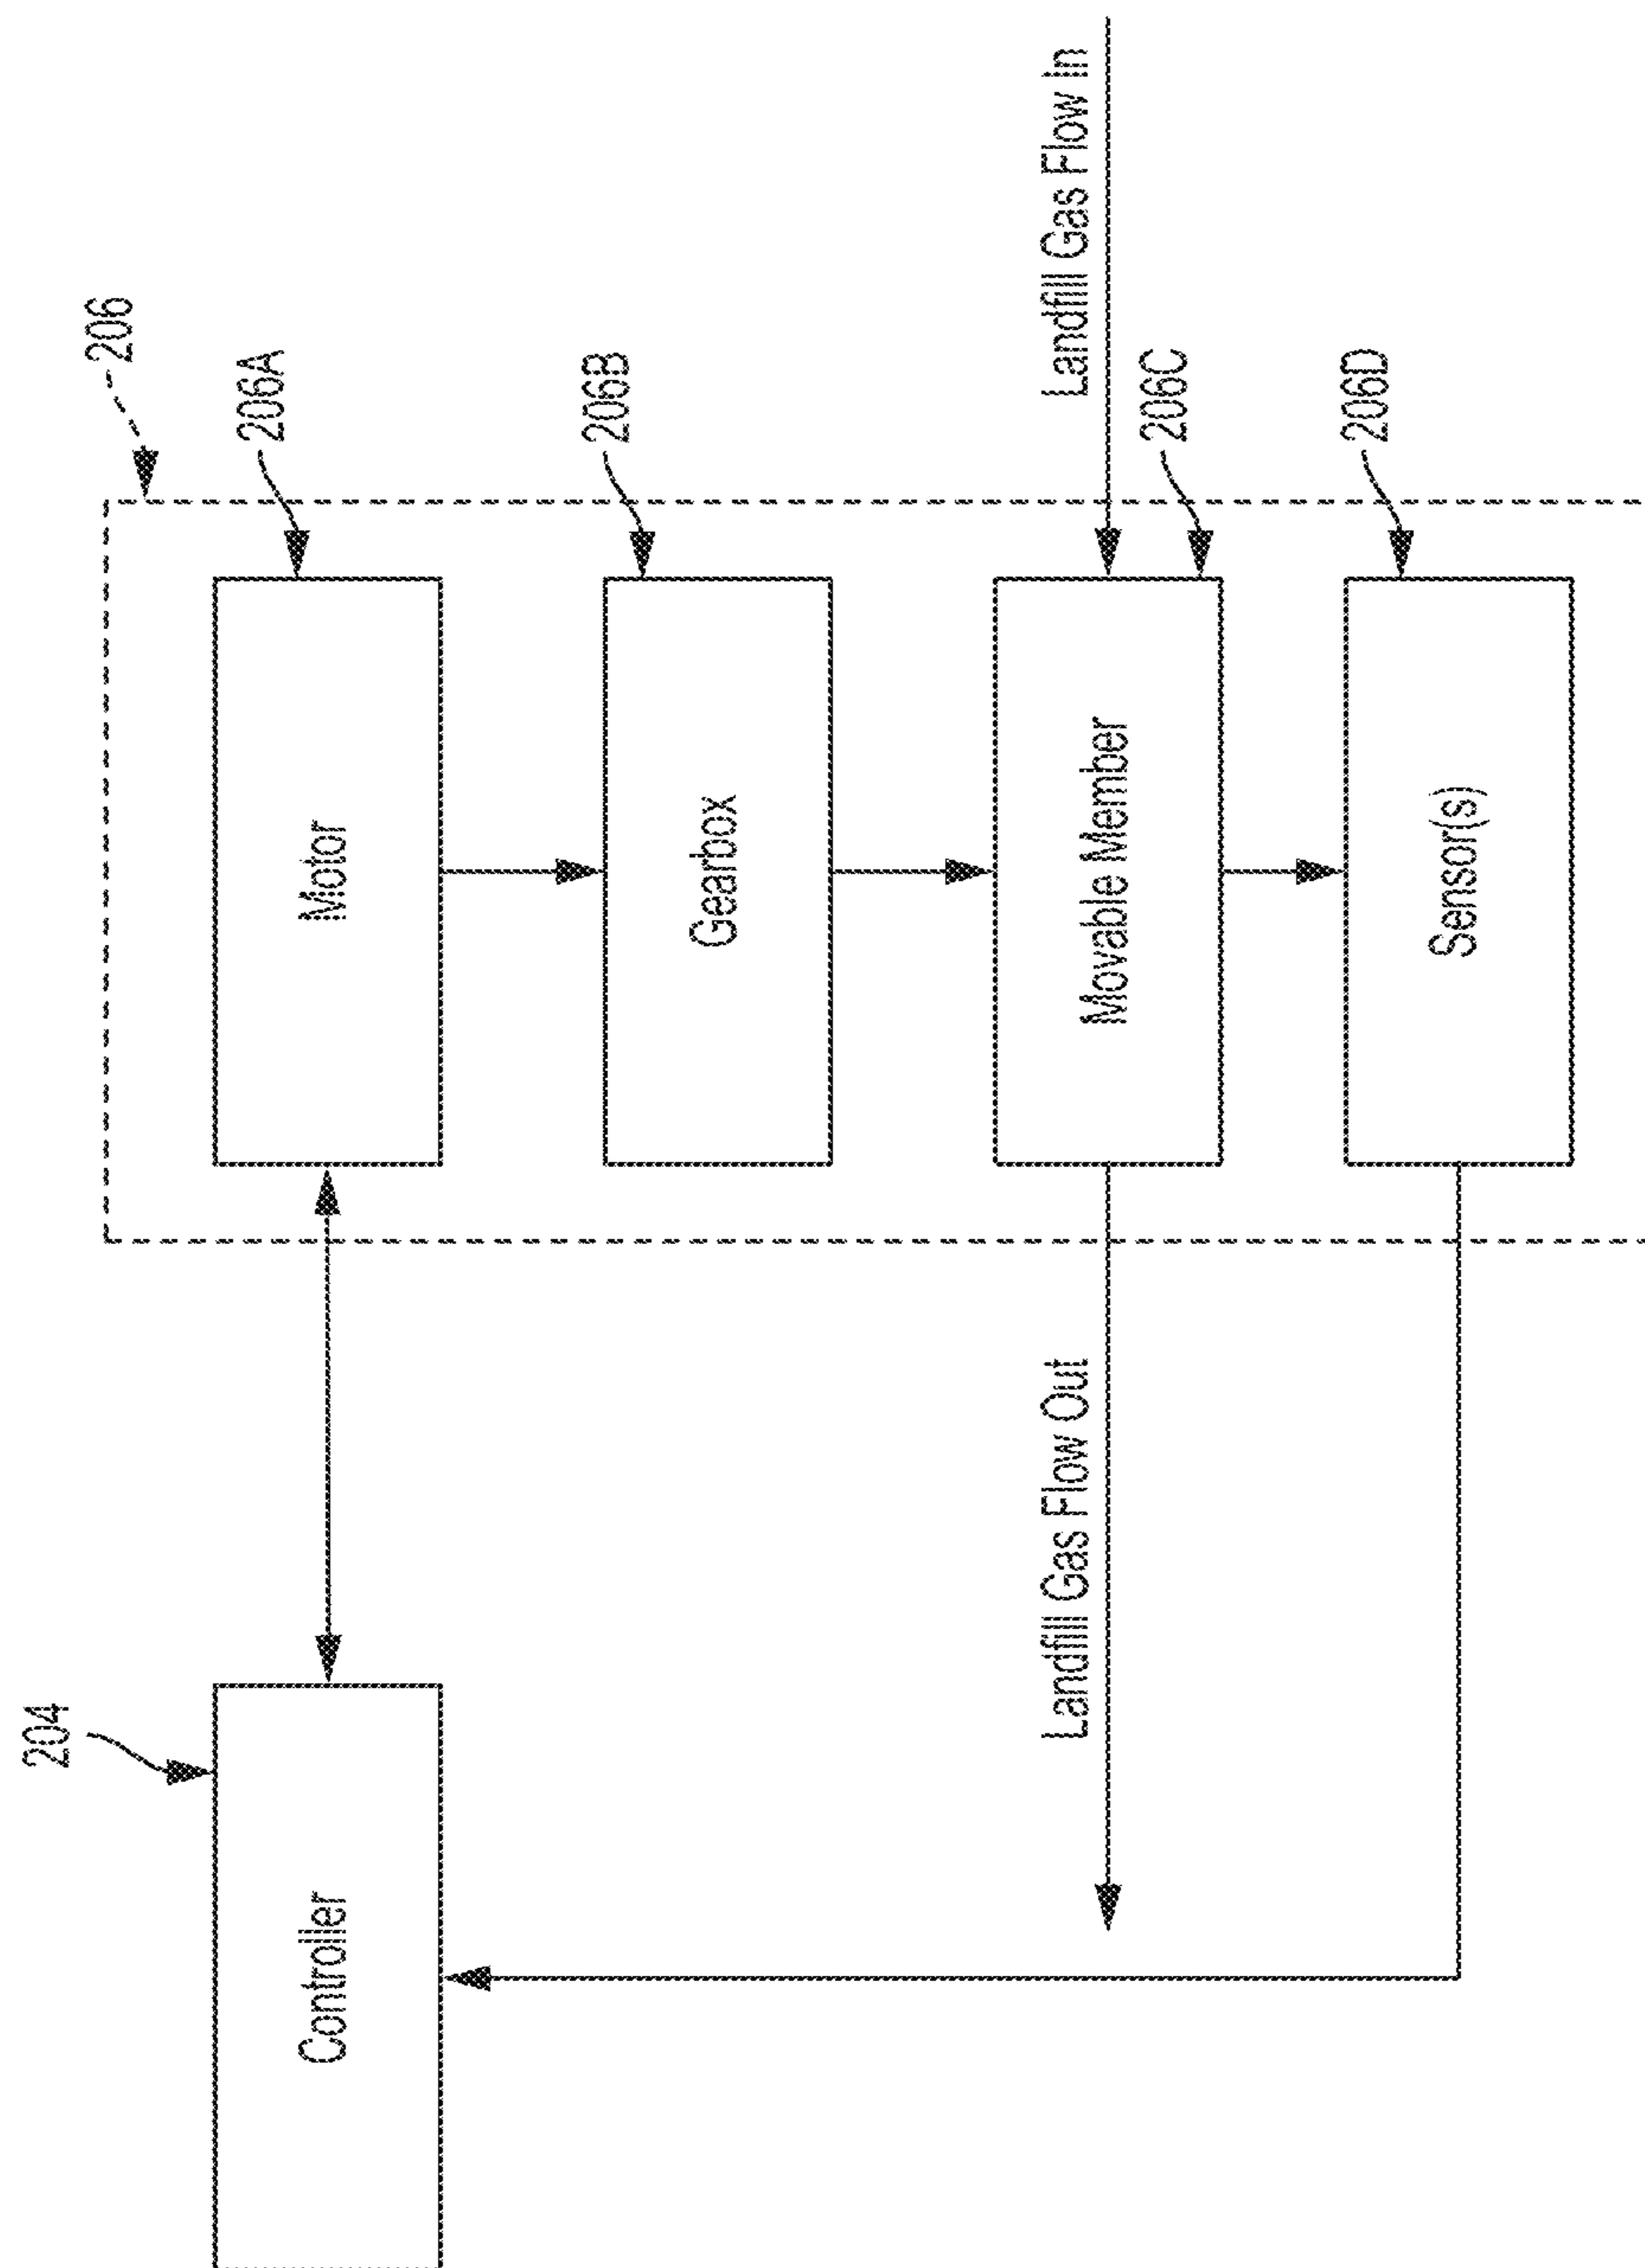 204
Controller
206
206A
Motor
206B
Gearbox
Landfill Gas Flow Out
Landfill Gas Flow In
206C
Movable Member
206D
Sensor(s)